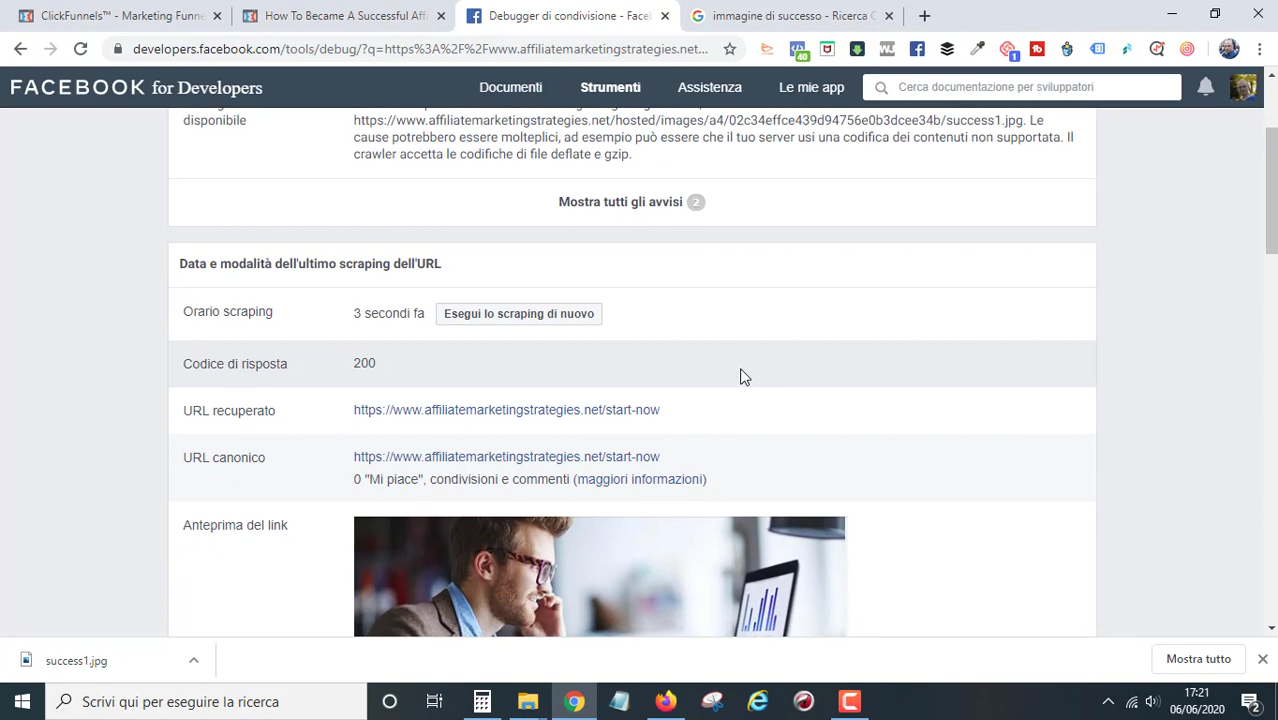 ClickFunnels™ - Marketing Funne
How To Became A Successful Affi
Debugger di condivisione - Face
immagine di successo - Ricerca G
developers.facebook.com/tools/debug/?q=https%3A%2F%2Fwww.affiliatemarketingstrategies.net...
40
1
FACEBOOK for Developers
Documenti
Strumenti
Assistenza
Le mie app
Cerca documentazione per sviluppatori
disponibile
https://www.affiliatemarketingstrategies.net/hosted/images/a4/02c34effce439d94756e0b3dcee34b/success1.jpg. Le
cause potrebbero essere molteplici, ad esempio può essere che il tuo server usi una codifica dei contenuti non supportata. Il
crawler accetta le codifiche di file deflate e gzip.
Mostra tutti gli avvisi 2
Data e modalità dell'ultimo scraping dell'URL
Orario scraping
3 secondi fa
Esegui lo scraping di nuovo
Codice di risposta
200
URL recuperato
https://www.affiliatemarketingstrategies.net/start-now
URL canonico
https://www.affiliatemarketingstrategies.net/start-now
0 "Mi piace", condivisioni e commenti (maggiori informazioni)
Anteprima del link
success1.jpg
Mostra tutto
Scrivi qui per eseguire la ricerca
17:21
06/06/2020
2